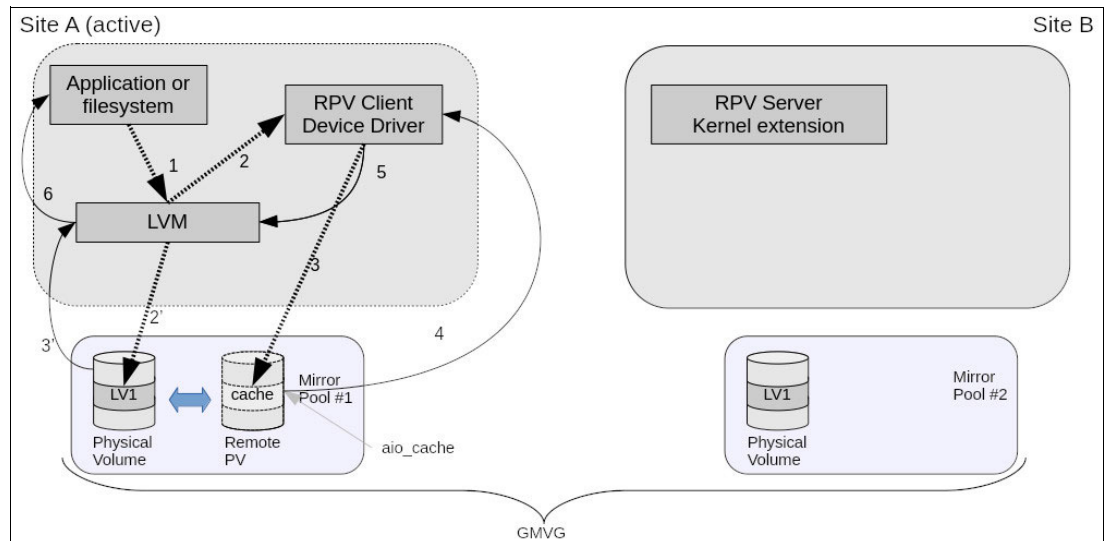 Site A (active)
Site B
Application or
filesystem
RPV Client
Device Driver
RPV Server
Kernel extension
1
2
5
6
LVM
3
2'
3'
4
LV1
cache
Mirror
Pool #1
Physical
Volume
Remote
PV
aio_cache
LV1
Mirror
Pool #2
Physical
Volume
GMVG